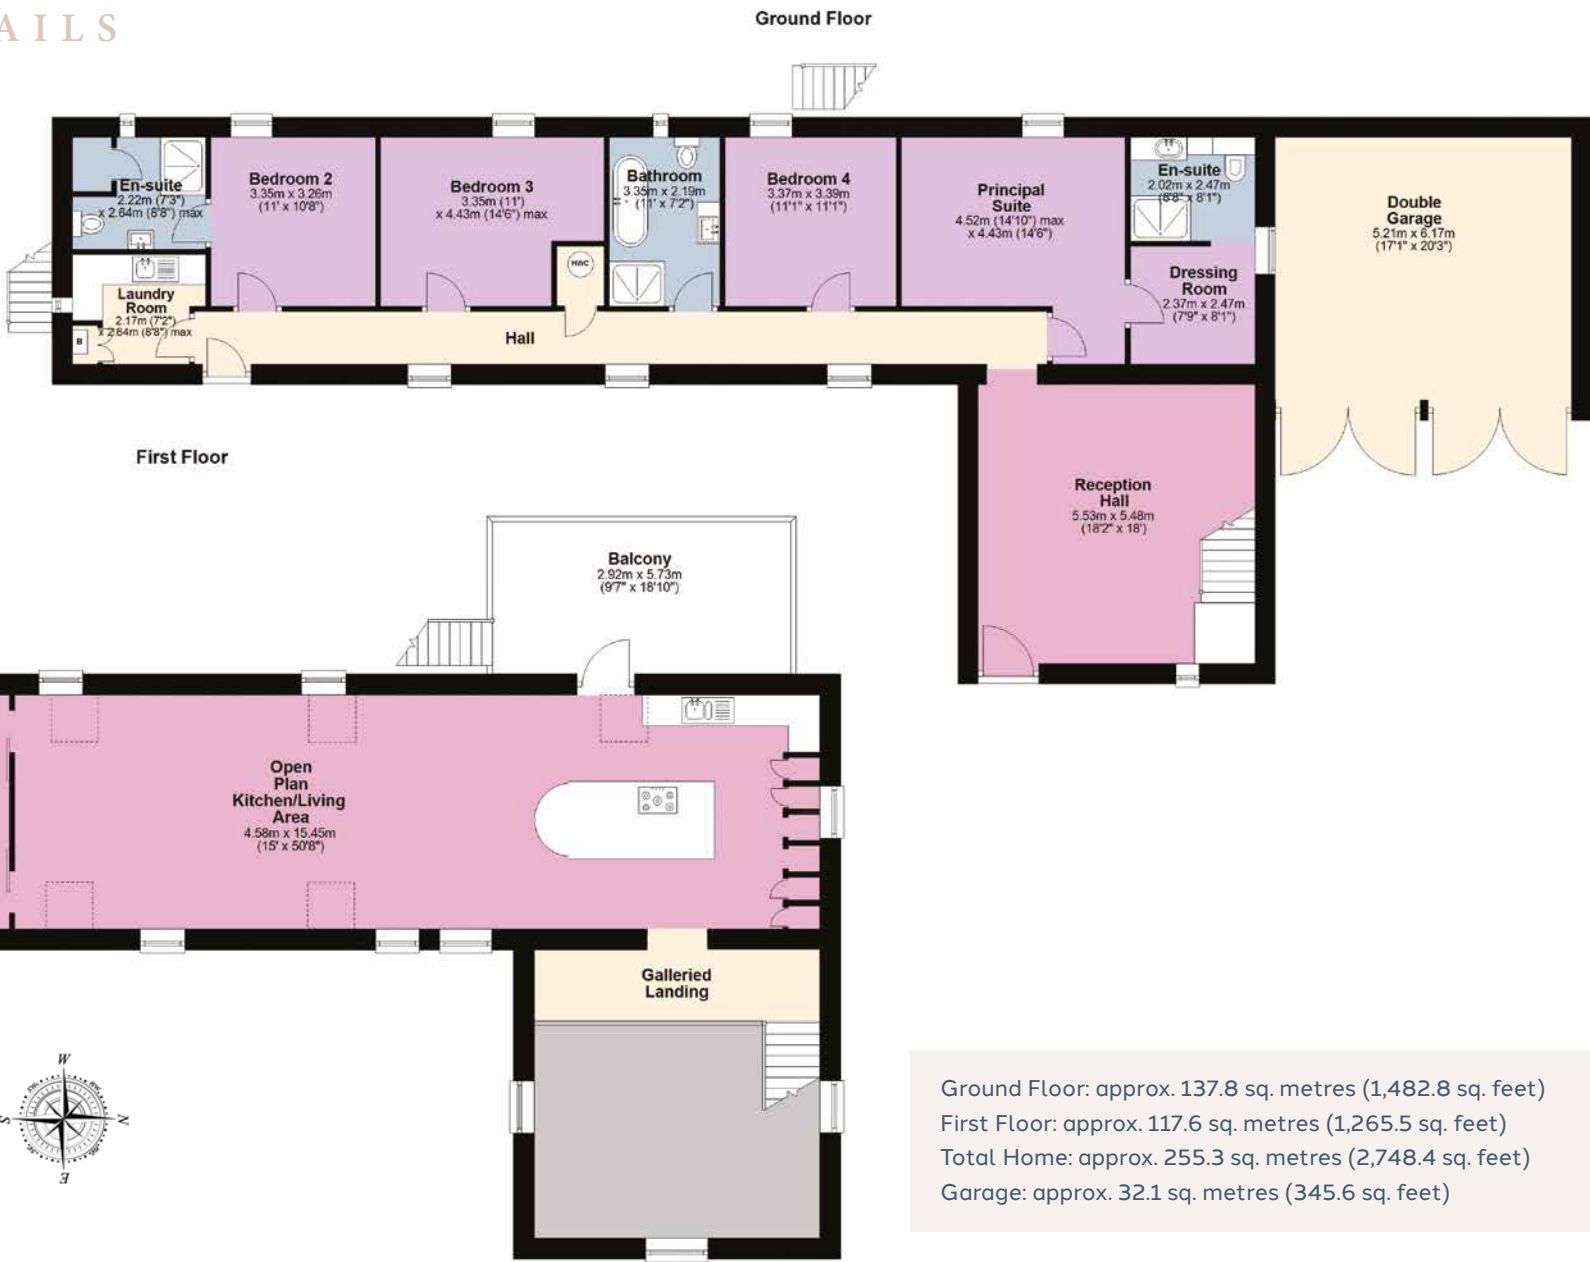 AILS
Ground Floor
En-suite
2.22m (7'3")
x 2.64m (8'8") max
Bedroom 2
3.35m x 3.26m
(11' x 10'8")
Bedroom 3
3.35m (11')
x 4.43m (14'6") max
Bathroom
3.35m x 2.19m
(11' x 7'2")
Bedroom 4
3.37m x 3.39m
(11'1" x 11'1")
Principal
Suite
4.52m (14'10") max
x 4.43m (14'6")
En-suite
2.02m x 2.47m
(6'8" x 8'1")
Double
Garage
5.21m x 6.17m
(17'1" x 20'3")
Dressing
Room
2.37m x 2.47m
(7'9" x 8'1")
HWC
Laundry
Room
2.17m (7'2")
x 2.64m (8'8") max
B
Hall
Reception
Hall
5.53m x 5.48m
(18'2" x 18')
First Floor
Balcony
2.92m x 5.73m
(9'7" x 18'10")
Open
Plan
Kitchen/Living
Area
4.58m x 15.45m
(15' x 50'8")
Galleried
Landing
W
S
N
E
Ground Floor: approx. 137.8 sq. metres (1,482.8 sq. feet)
First Floor: approx. 117.6 sq. metres (1,265.5 sq. feet)
Total Home: approx. 255.3 sq. metres (2,748.4 sq. feet)
Garage: approx. 32.1 sq. metres (345.6 sq. feet)